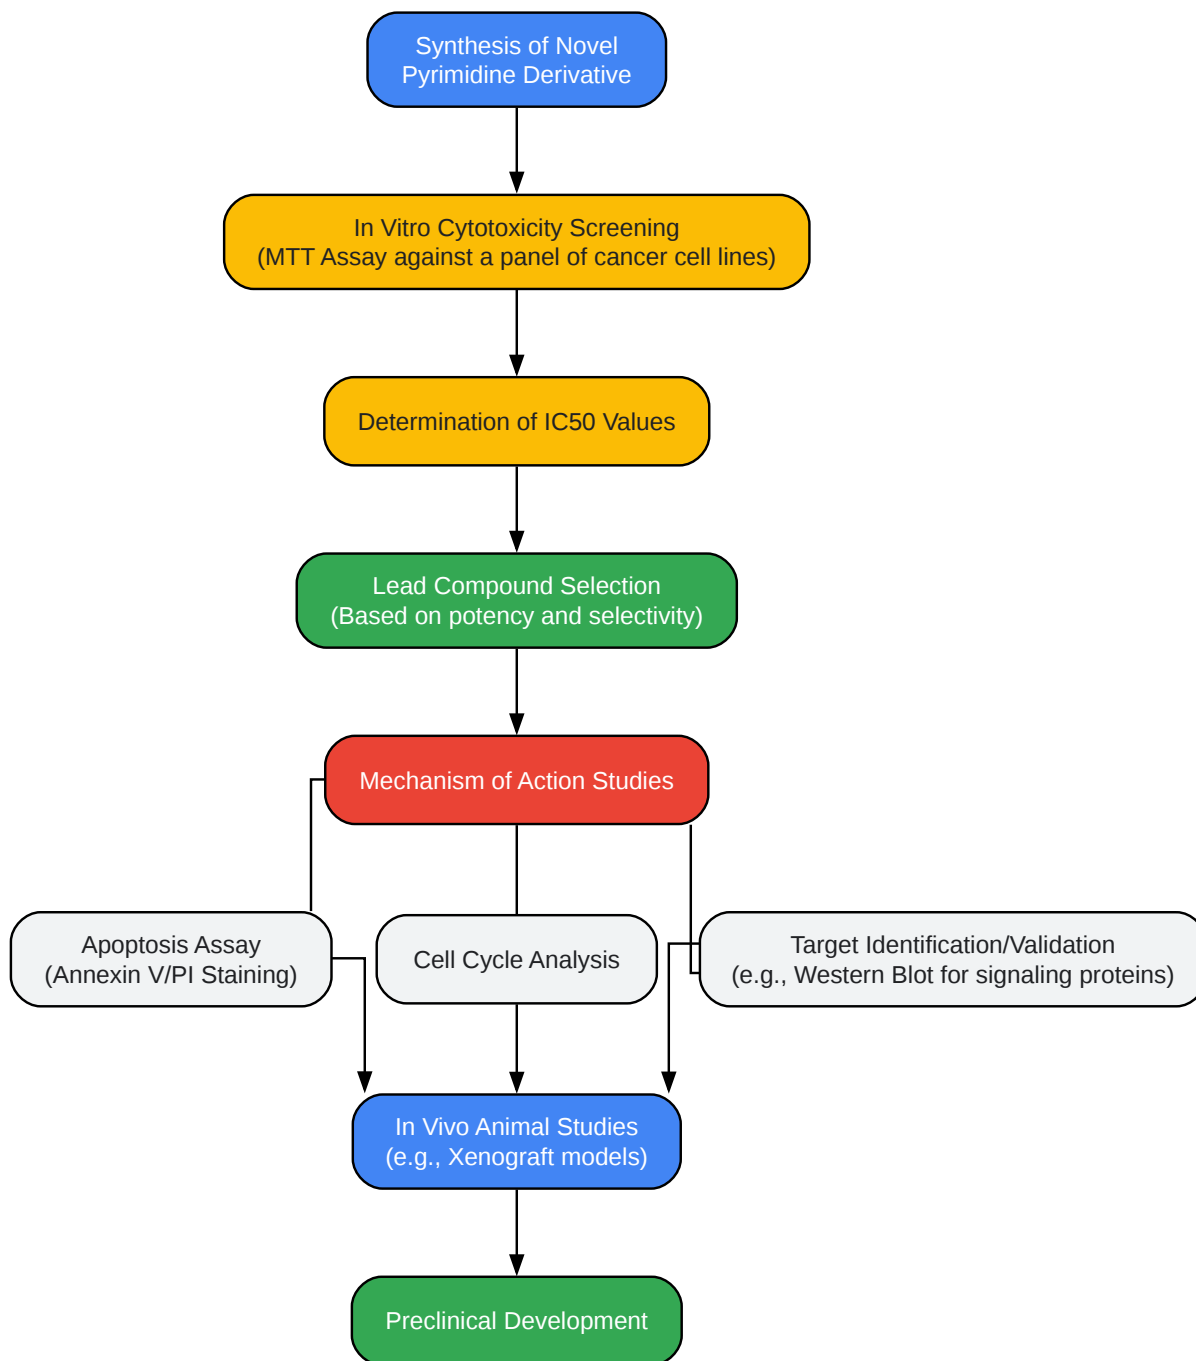 Synthesis of Novel
Pyrimidine Derivative
In Vitro Cytotoxicity Screening
(MTT Assay against a panel of cancer cell lines)
Determination of IC50 Values
Lead Compound Selection
(Based on potency and selectivity)
Mechanism of Action Studies
Apoptosis Assay
(Annexin V/PI Staining)
Cell Cycle Analysis
Target Identification/Validation
(e.g., Western Blot for signaling proteins)
In Vivo Animal Studies
(e.g., Xenograft models)
Preclinical Development